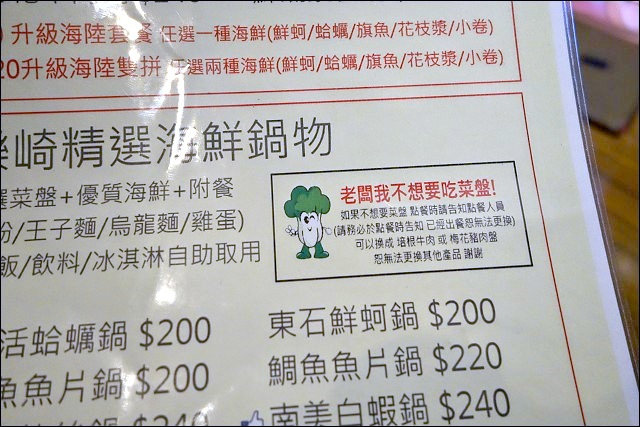 升級海陸套餐 任選一種海鮮(鮮蚵/蛤蠣/旗魚/花枝漿/小卷)
20升級海陸雙拼 任選兩種海鮮(鮮蚵/蛤蠣/旗魚/花枝漿/小卷)
崎精選海鮮鍋物
菜盤+優質海鮮+附餐
/王子麵/烏龍麵/雞蛋)
飯/飲料/冰淇淋自助取用
老闆我不想要吃菜盤!
如果不想要菜盤 點餐時請告知點餐人員
(請務必於點餐時告知 已經出餐恕無法更換)
可以換成 培根牛肉 或 梅花豬肉盤
恕無法更換其他產品 謝謝
活蛤蠣鍋 $200
東石鮮蚵鍋 $200
魚魚片鍋 $200
鯛魚魚片鍋 $220
鍋 $240
南美白蝦鍋 $240